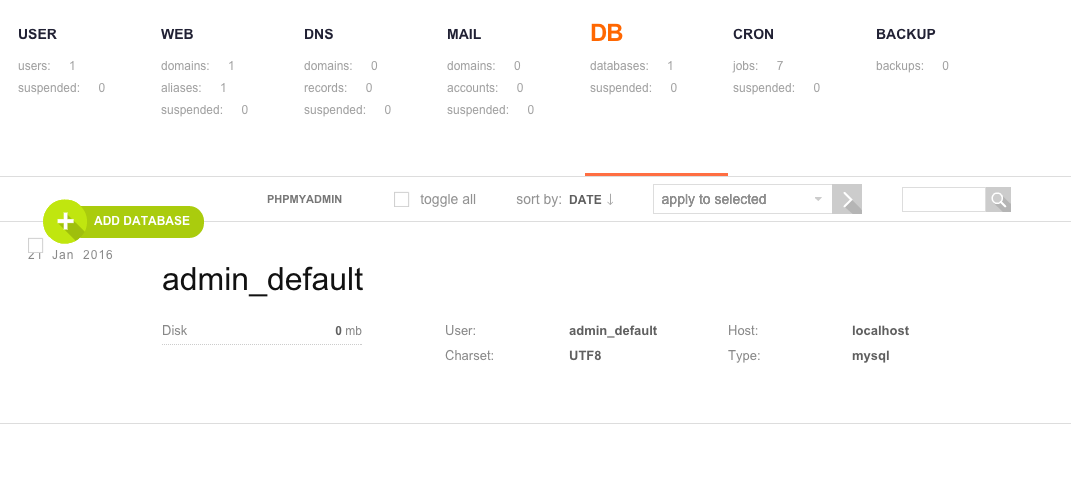 USER WEB DNS MAIL DB CRON BACKUP
users: 1 domains: 1 domains: 0 domains: 0 databases: 1 jobs: 7 backups: 0
suspended: 0 aliases: 1 records: 0 accounts: 0 suspended: 0 suspended: 0
suspended: 0 suspended: 0 suspended: 0
PHPMYADMIN toggle all sort by: DATE ↓ apply to selected
+ ADD DATABASE
21 Jan 2016
admin_default
Disk 0 mb User: admin_default Host: localhost
Charset: UTF8 Type: mysql